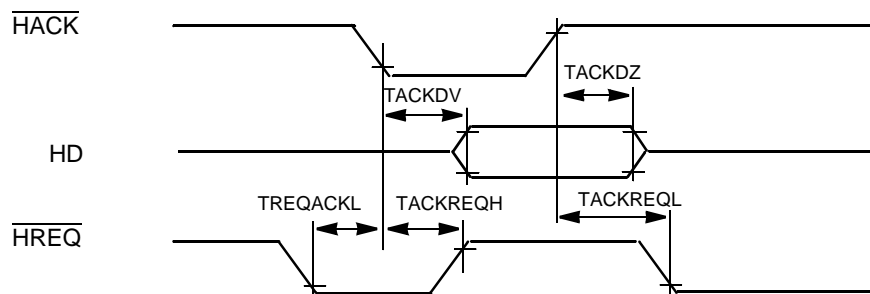 HACK
TACKDZ
TACKDV
HD
TREQACKL
TACKREQH
TACKREQL
HREQ